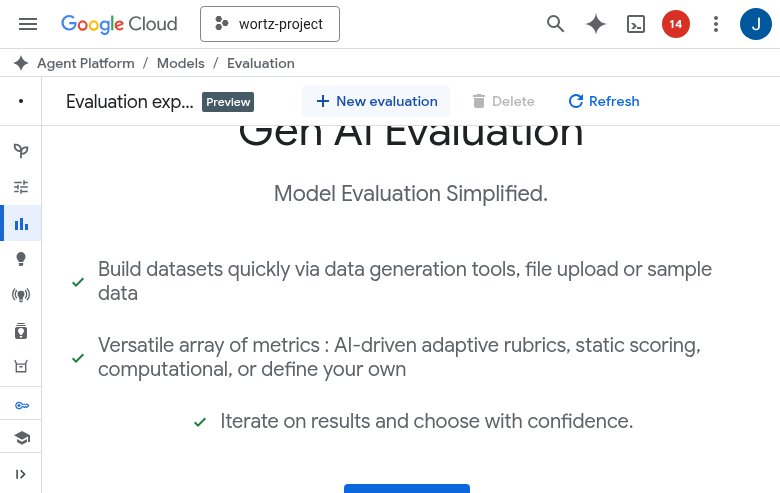 Google Cloud
wortz-project
14
J
Agent Platform / Models / Evaluation
Evaluation exp...
Preview
New evaluation
Delete
Refresh
Gen AI Evaluation
Model Evaluation Simplified.
Build datasets quickly via data generation tools, file upload or sample
data
Versatile array of metrics : AI-driven adaptive rubrics, static scoring,
computational, or define your own
Iterate on results and choose with confidence.